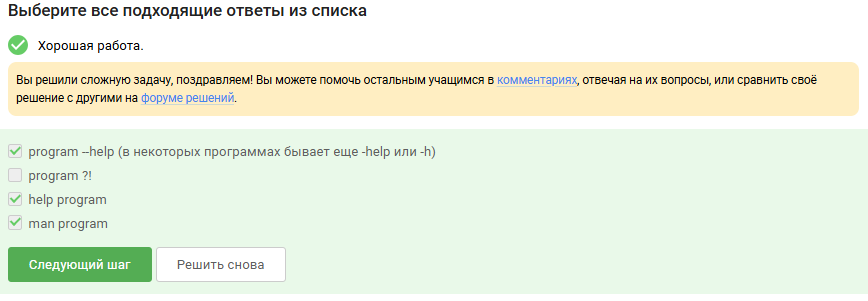 Выберите все подходящие ответы из списка
Хорошая работа.
Вы решили сложную задачу, поздравляем! Вы можете помочь остальным учащимся в комментариях, отвечая на их вопросы, или сравнить своё
решение с другими на форуме решений.
program --help (в некоторых программах бывает еще -help или -h)
program ?!
help program
man program
Следующий шаг
Решить снова